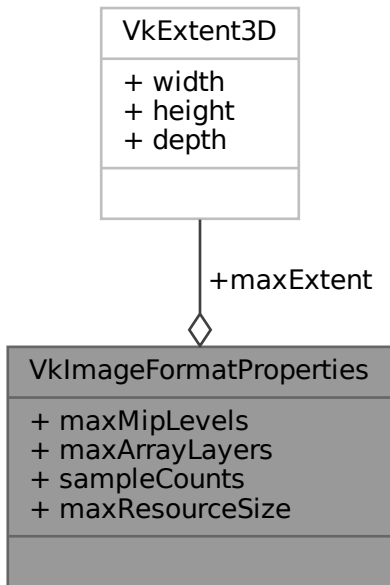 VkExtent3D
+ width
+ height
+ depth
+maxExtent
VkImageFormatProperties
+ maxMipLevels
+ maxArrayLayers
+ sampleCounts
+ maxResourceSize